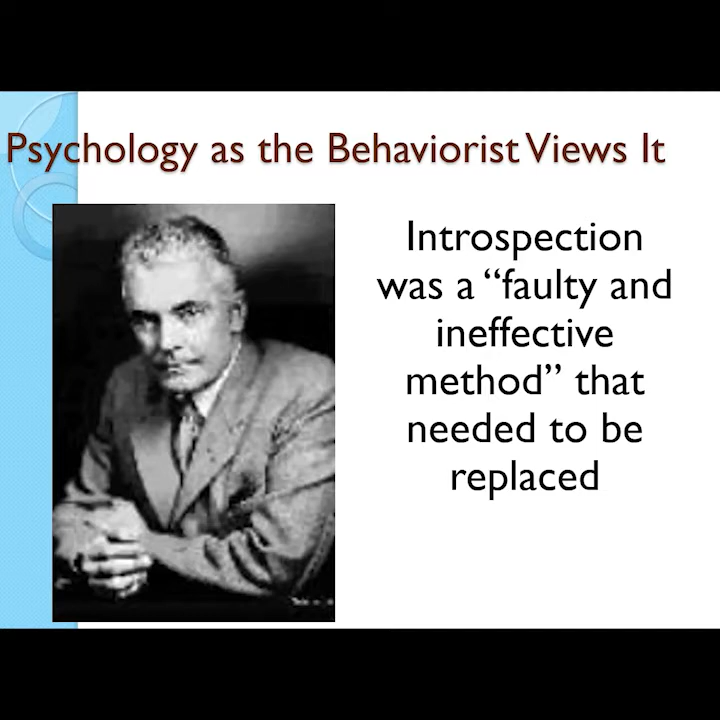 Psychology as the Behaviorist Views It
Introspection
was a “faulty and
ineffective
method” that
needed to be
replaced